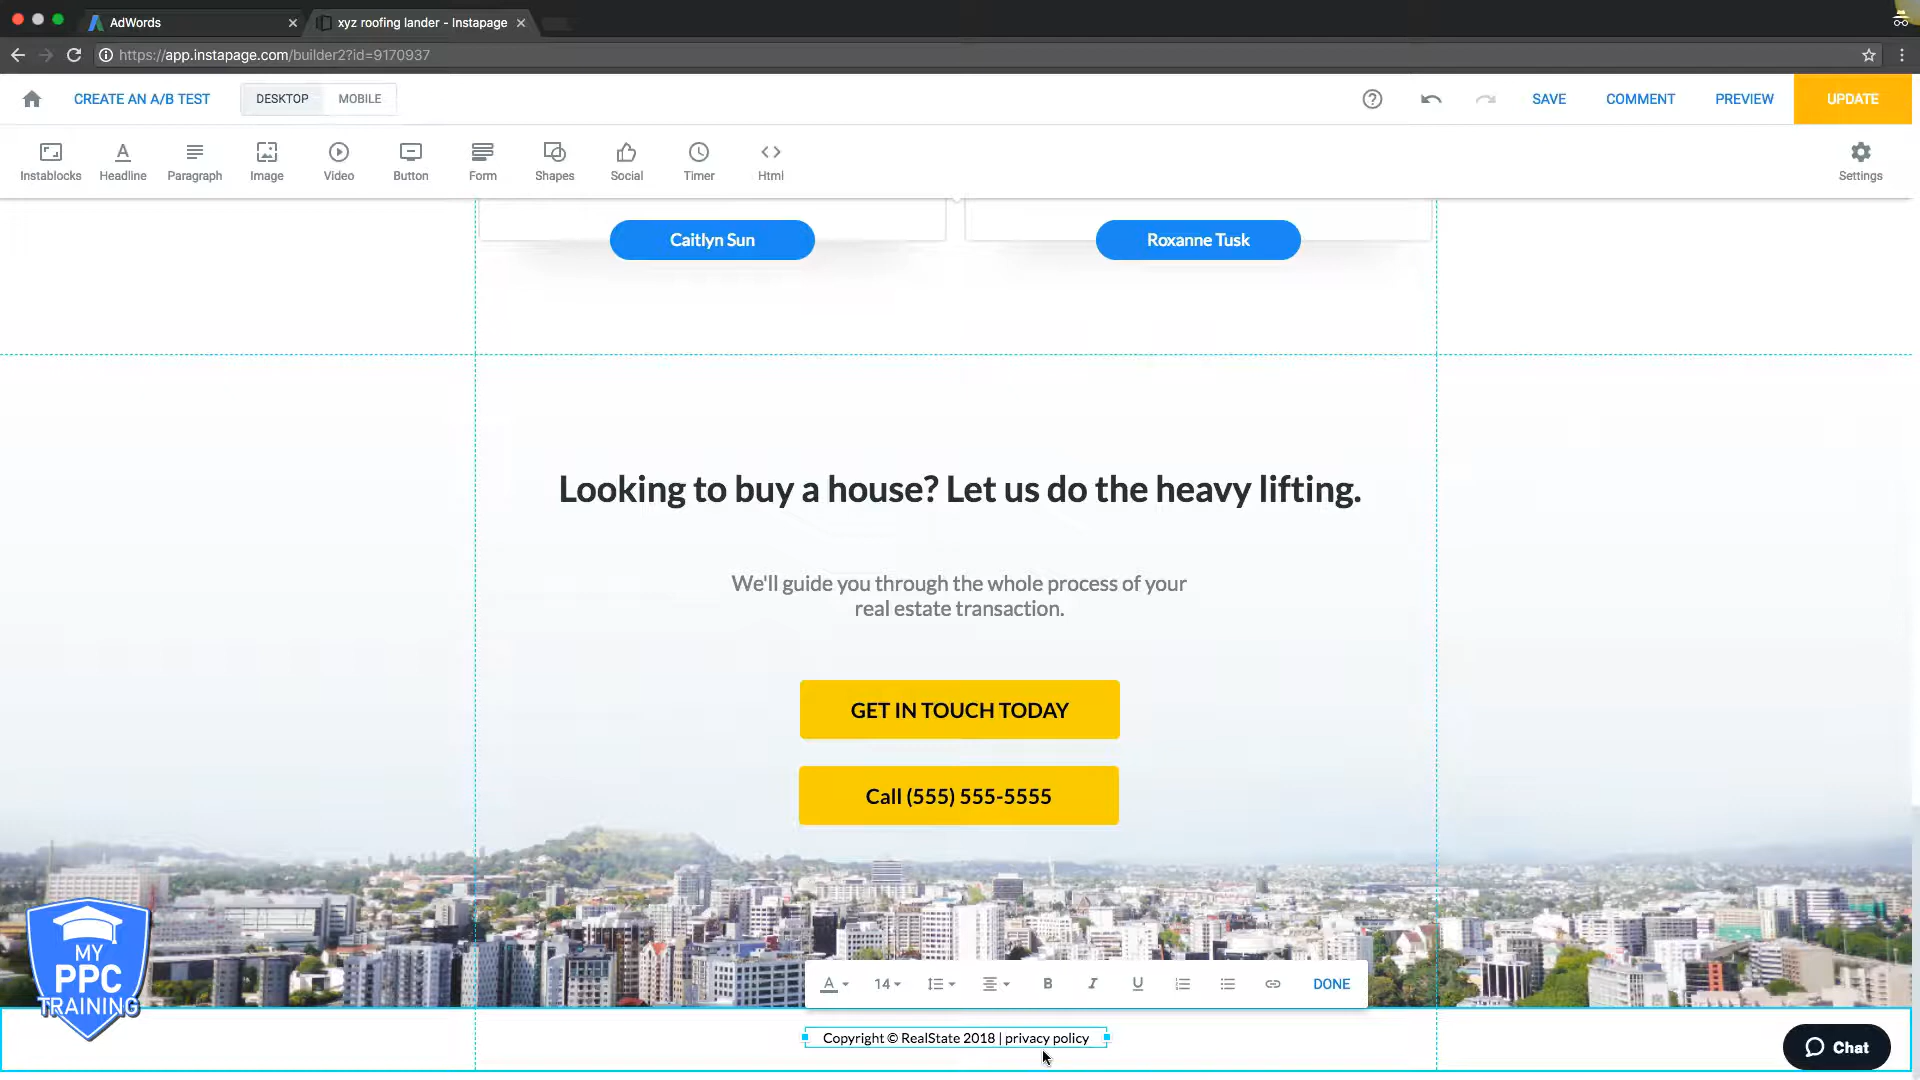 AdWords
xyz roofing lander - Instapage
https://app.instapage.com/builder2?id=9170937
CREATE AN A/B TEST
DESKTOP
MOBILE
SAVE
COMMENT
PREVIEW
UPDATE
Instablocks
Headline
Paragraph
Image
Video
Button
Form
Shapes
Social
Timer
Html
Settings
Caitlyn Sun
Roxanne Tusk
Looking to buy a house? Let us do the heavy lifting.
We'll guide you through the whole process of your
real estate transaction.
GET IN TOUCH TODAY
Call (555) 555-5555
MY
PPC
TRAINING
A
14
B
I
U
DONE
Copyright © RealState 2018 | privacy policy
Chat